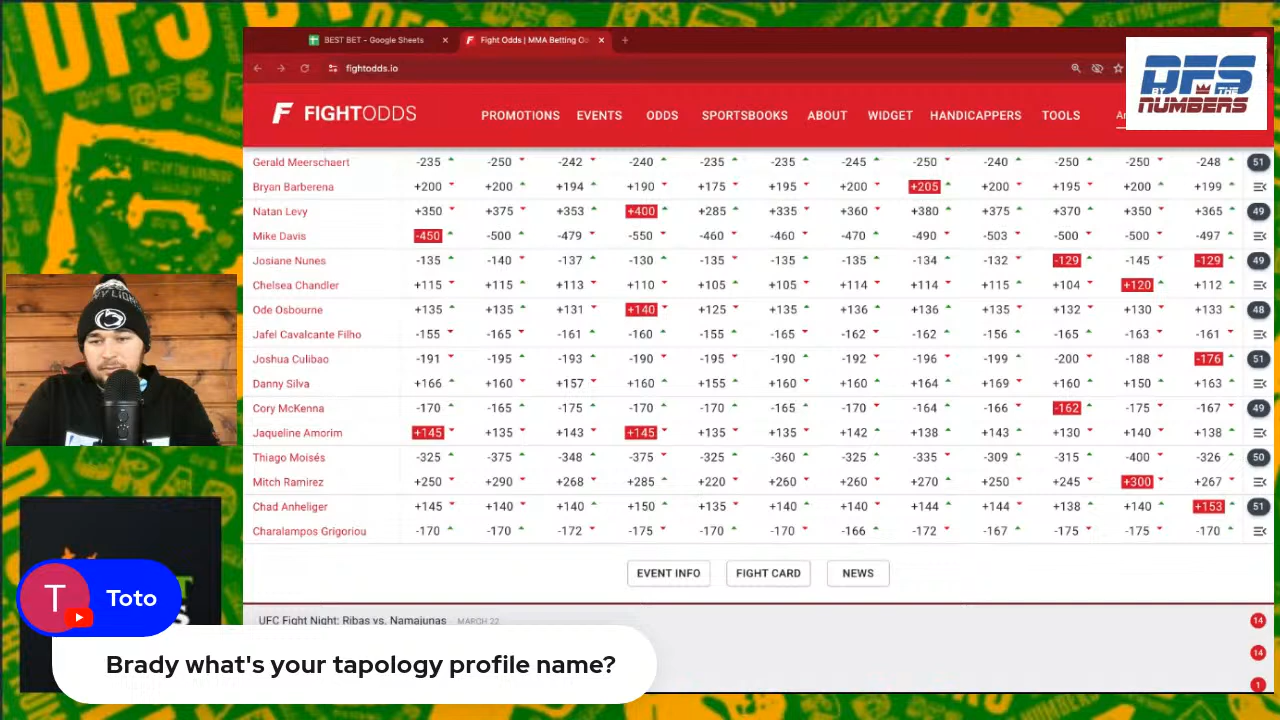 BEST BET - Google Sheets
Fight Odds | MMA Betting Od
fightodds.io
DFS
BY THE
NUMBERS
F FIGHTODDS
PROMOTIONS EVENTS ODDS SPORTSBOOKS ABOUT WIDGET HANDICAPPERS TOOLS
Gerald Meerschaert -235 -250 -242 -240 -235 -235 -245 -250 -240 -250 -250 -248 51
Bryan Barberena +200 +200 +194 +190 +175 +195 +200 +205 +200 +195 +200 +199
Natan Levy +350 +375 +353 +400 +285 +335 +360 +380 +375 +370 +350 +365 49
Mike Davis -450 -500 -479 -550 -460 -460 -470 -490 -503 -500 -500 -497
Josiane Nunes -135 -140 -137 -130 -135 -135 -135 -134 -132 -129 -145 -129 49
Chelsea Chandler +115 +115 +113 +110 +105 +105 +114 +114 +115 +104 +120 +112
Ode Osbourne +135 +135 +131 +140 +125 +135 +136 +136 +135 +132 +130 +133 48
Jafel Cavalcante Filho -155 -165 -161 -160 -155 -165 -162 -162 -156 -165 -163 -161
Joshua Culibao -191 -195 -193 -190 -195 -190 -192 -196 -199 -200 -188 -176 51
Danny Silva +166 +160 +157 +160 +155 +160 +160 +164 +169 +160 +150 +163
Cory McKenna -170 -165 -175 -170 -170 -165 -170 -164 -166 -162 -175 -167 49
Jaqueline Amorim +145 +135 +143 +145 +135 +135 +142 +138 +143 +130 +140 +138
Thiago Moisés -325 -375 -348 -375 -325 -360 -325 -335 -309 -315 -400 -326 50
Mitch Ramirez +250 +290 +268 +285 +220 +260 +260 +270 +250 +245 +300 +267
Chad Anheliger +145 +140 +140 +150 +135 +140 +140 +144 +144 +138 +140 +153 51
Charalampos Grigoriou -170 -170 -172 -175 -170 -170 -166 -172 -167 -175 -175 -170
EVENT INFO FIGHT CARD NEWS
UFC Fight Night: Ribas vs. Namajunas MARCH 22 14
14
1
T Toto
Brady what's your tapology profile name?